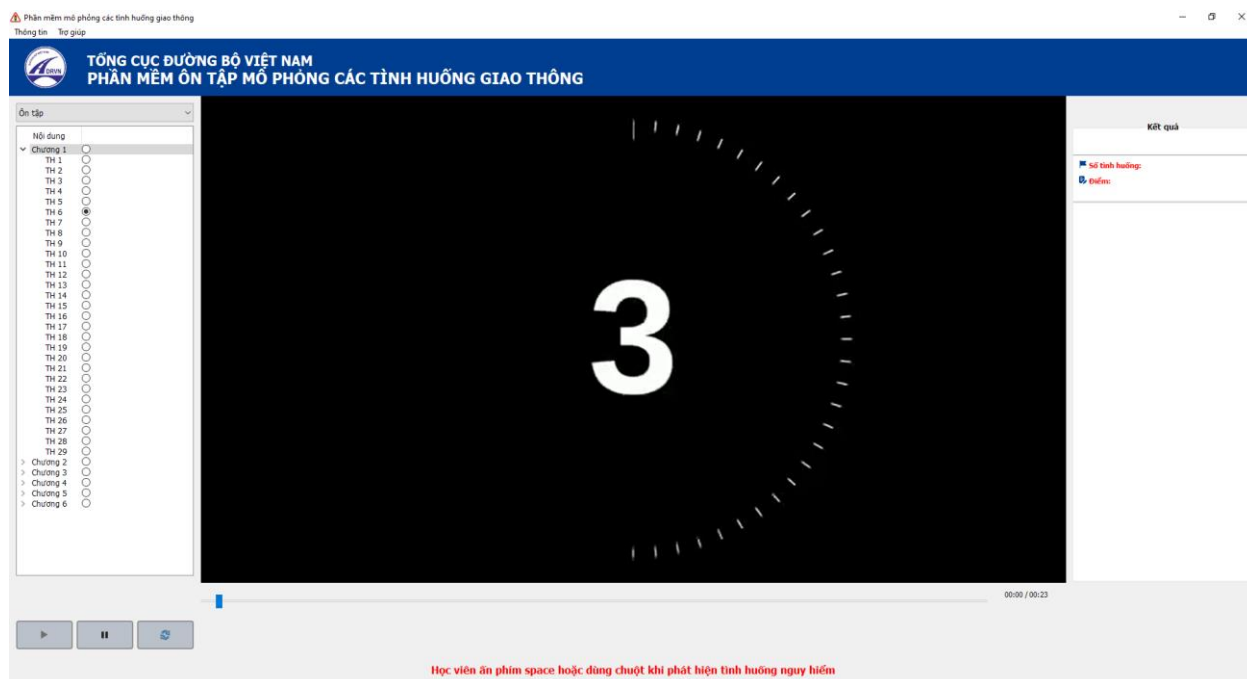 Phần mềm mô phỏng các tình huống giao thông
Thông tin Trợ giúp
DRVN
TỔNG CỤC ĐƯỜNG BỘ VIỆT NAM
PHẦN MỀM ÔN TẬP MÔ PHỎNG CÁC TÌNH HUỐNG GIAO THÔNG
Ôn tập
Nội dung
Chương 1
TH 1
TH 2
TH 3
TH 4
TH 5
TH 6
TH 7
TH 8
TH 9
TH 10
TH 11
TH 12
TH 13
TH 14
TH 15
TH 16
TH 17
TH 18
TH 19
TH 20
TH 21
TH 22
TH 23
TH 24
TH 25
TH 26
TH 27
TH 28
TH 29
Chương 2
Chương 3
Chương 4
Chương 5
Chương 6
3
Kết quả
Số tình huống:
Điểm:
00:00 / 00:23
Học viên ấn phím space hoặc dùng chuột khi phát hiện tình huống nguy hiểm